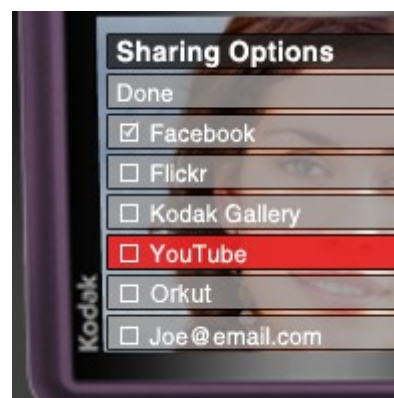 Sharing Options
Done
Facebook
Flickr
Kodak Gallery
YouTube
Orkut
Joe@email.com
Kodak